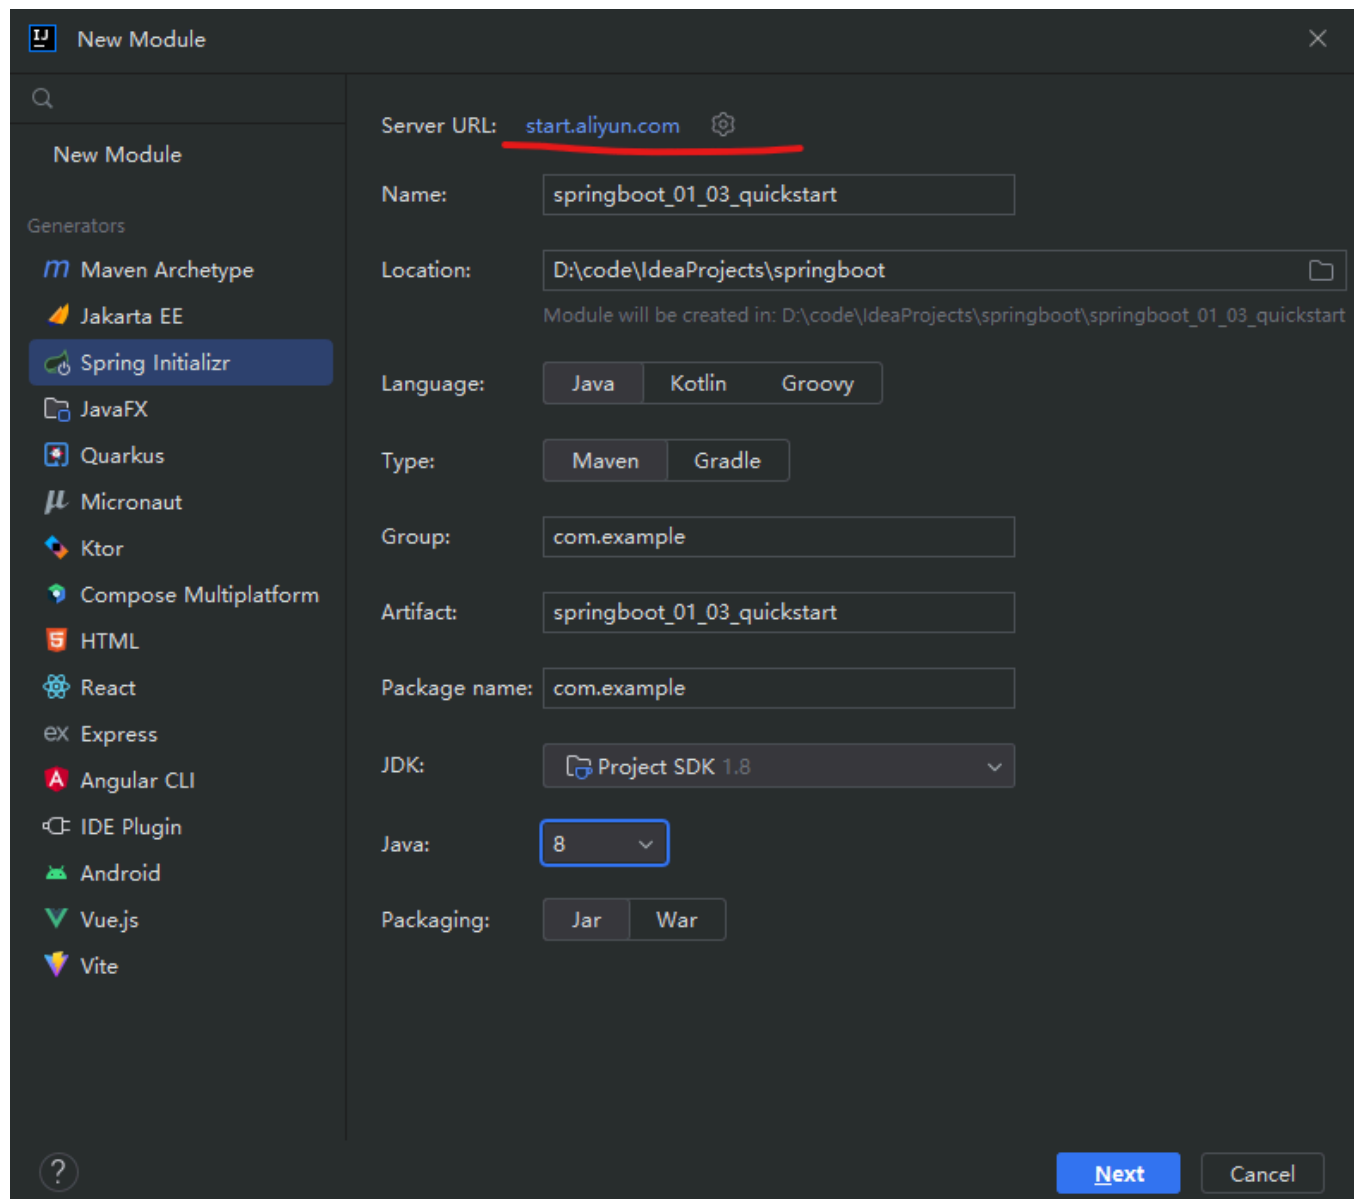 New Module
New Module
Generators
Maven Archetype
Jakarta EE
Spring Initializr
JavaFX
Quarkus
Micronaut
Ktor
Compose Multiplatform
HTML
React
Express
Angular CLI
IDE Plugin
Android
Vue.js
Vite
Server URL: start.aliyun.com
Name: springboot_01_03_quickstart
Location: D:\code\IdeaProjects\springboot
Module will be created in: D:\code\IdeaProjects\springboot\springboot_01_03_quickstart
Language: Java Kotlin Groovy
Type: Maven Gradle
Group: com.example
Artifact: springboot_01_03_quickstart
Package name: com.example
JDK: Project SDK 1.8
Java: 8
Packaging: Jar War
? Next Cancel